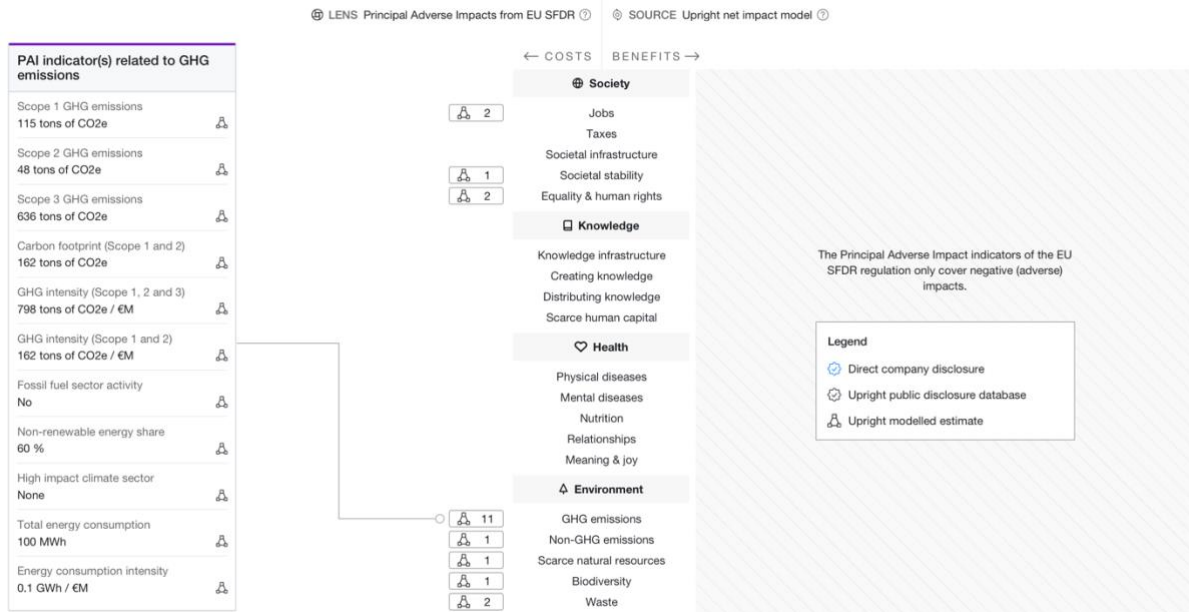 LENS Principal Adverse Impacts from EU SFDR ?
SOURCE Upright net impact model ?
← COSTS BENEFITS →
PAI indicator(s) related to GHG
emissions
Scope 1 GHG emissions
115 tons of CO2e
Scope 2 GHG emissions
48 tons of CO2e
Scope 3 GHG emissions
636 tons of CO2e
Carbon footprint (Scope 1 and 2)
162 tons of CO2e
GHG intensity (Scope 1, 2 and 3)
798 tons of CO2e / €M
GHG intensity (Scope 1 and 2)
162 tons of CO2e / €M
Fossil fuel sector activity
No
Non-renewable energy share
60 %
High impact climate sector
None
Total energy consumption
100 MWh
Energy consumption intensity
0.1 GWh / €M
Society
2 Jobs
Taxes
Societal infrastructure
1 Societal stability
2 Equality & human rights
Knowledge
Knowledge infrastructure
Creating knowledge
Distributing knowledge
Scarce human capital
Health
Physical diseases
Mental diseases
Nutrition
Relationships
Meaning & joy
Environment
11 GHG emissions
1 Non-GHG emissions
1 Scarce natural resources
1 Biodiversity
2 Waste
The Principal Adverse Impact indicators of the EU
SFDR regulation only cover negative (adverse)
impacts.
Legend
Direct company disclosure
Upright public disclosure database
Upright modelled estimate